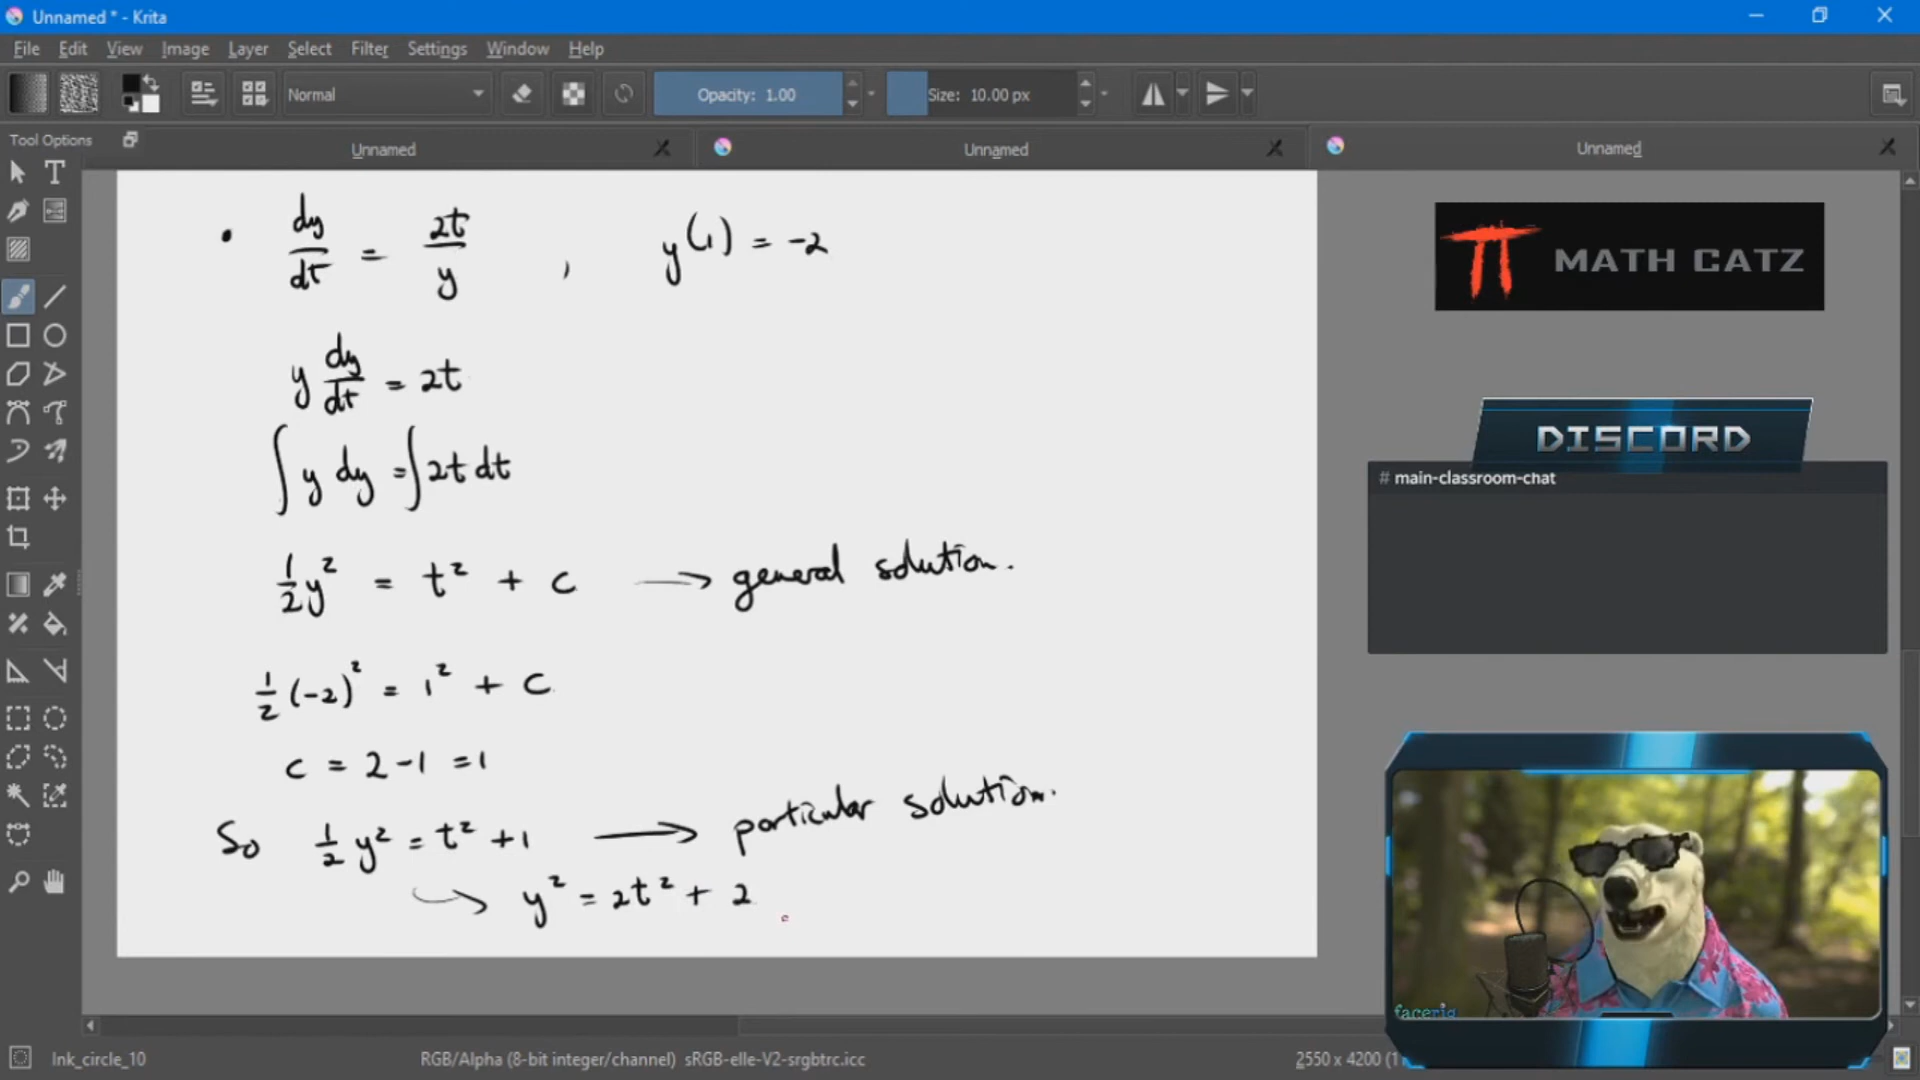 Unnamed * - Krita
File Edit View Image Layer Select Filter Settings Window Help
Normal Opacity: 1.00 Size: 10.00 px
Tool Options
Unnamed Unnamed Unnamed
• dy/dt = 2t/y , y(1) = -2
y dy/dt = 2t
∫ y dy = ∫ 2t dt
1/2 y² = t² + c → general solution.
1/2 (-2)² = 1² + c
c = 2 - 1 = 1
So 1/2 y² = t² + 1 → particular solution.
↪ y² = 2t² + 2
MATH CATZ
DISCORD
# main-classroom-chat
facerig
Ink_circle_10 RGB/Alpha (8-bit integer/channel) sRGB-elle-V2-srgbtrc.icc 2550 x 4200 (1